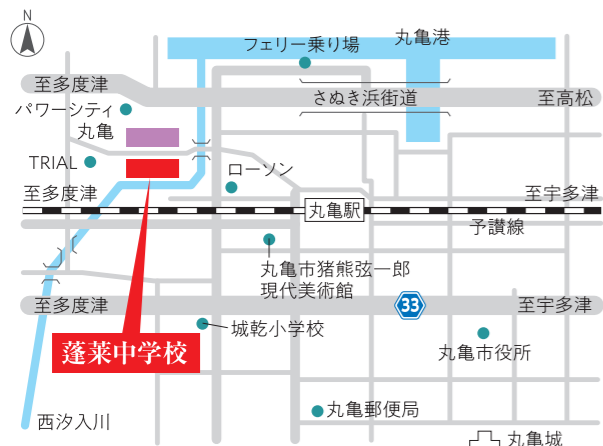 N
フェリー乗り場
丸亀港
至多度津
さぬき浜街道
至高松
パワーシティ
丸亀
TRIAL
ローソン
至多度津
丸亀駅
至宇多津
予讃線
丸亀市猪熊弦一郎
現代美術館
至多度津
33
至宇多津
城乾小学校
蓬莱中学校
丸亀市役所
西汐入川
丸亀郵便局
丸亀城